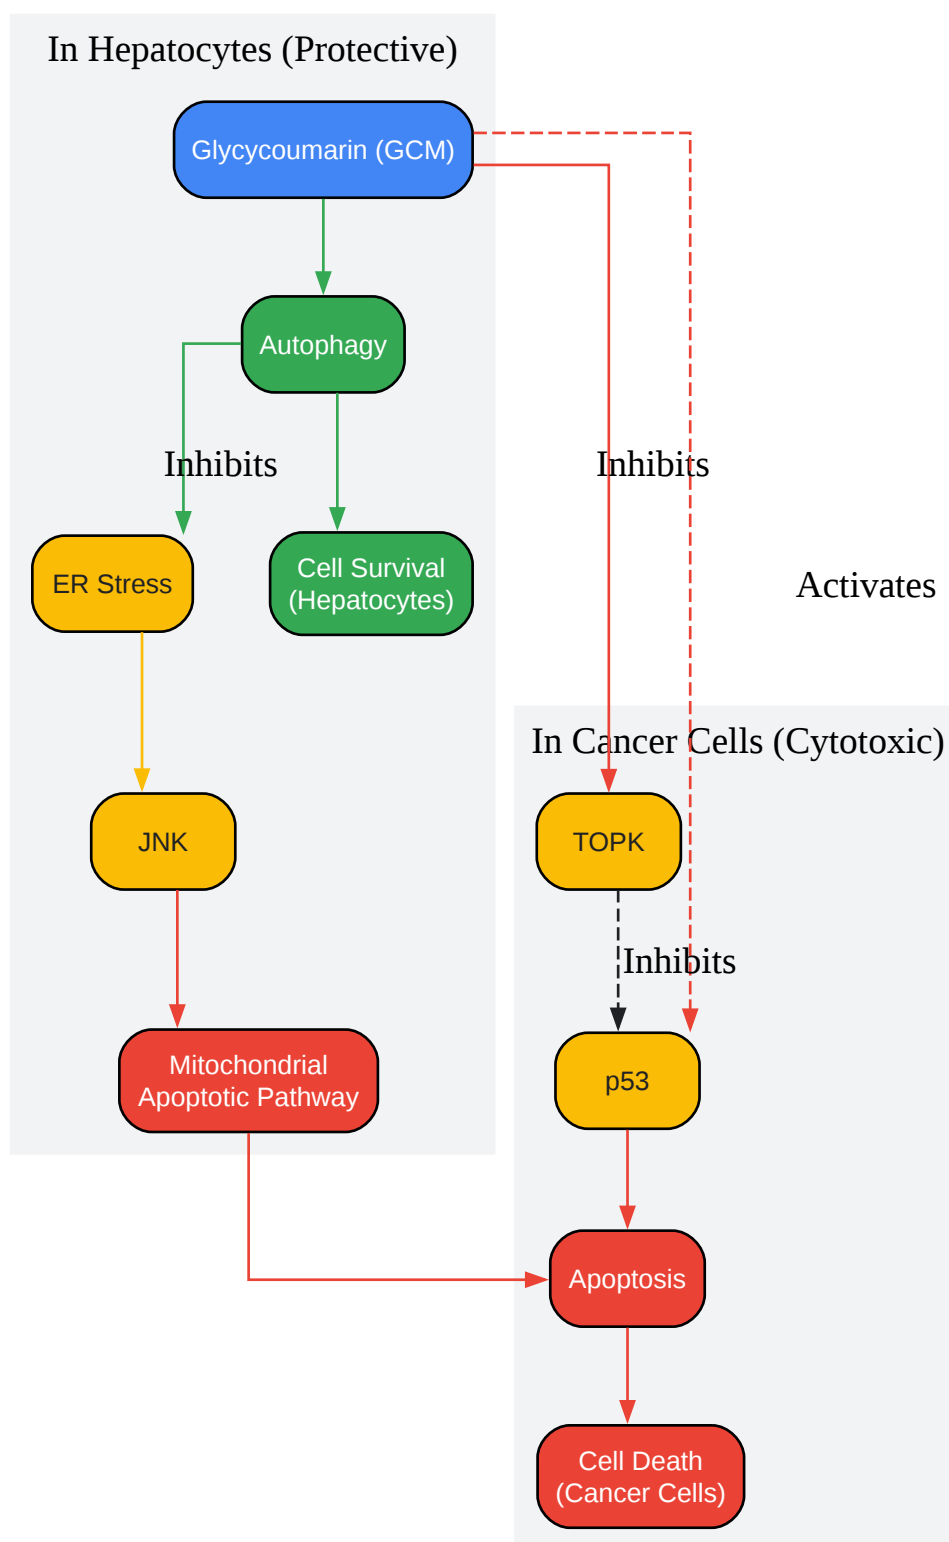 In Hepatocytes (Protective)
Glycycoumarin (GCM)
Autophagy
Inhibits
Inhibits
ER Stress
Cell Survival
(Hepatocytes)
Activates
In Cancer Cells (Cytotoxic)
JNK
TOPK
Inhibits
Mitochondrial
Apoptotic Pathway
p53
Apoptosis
Cell Death
(Cancer Cells)